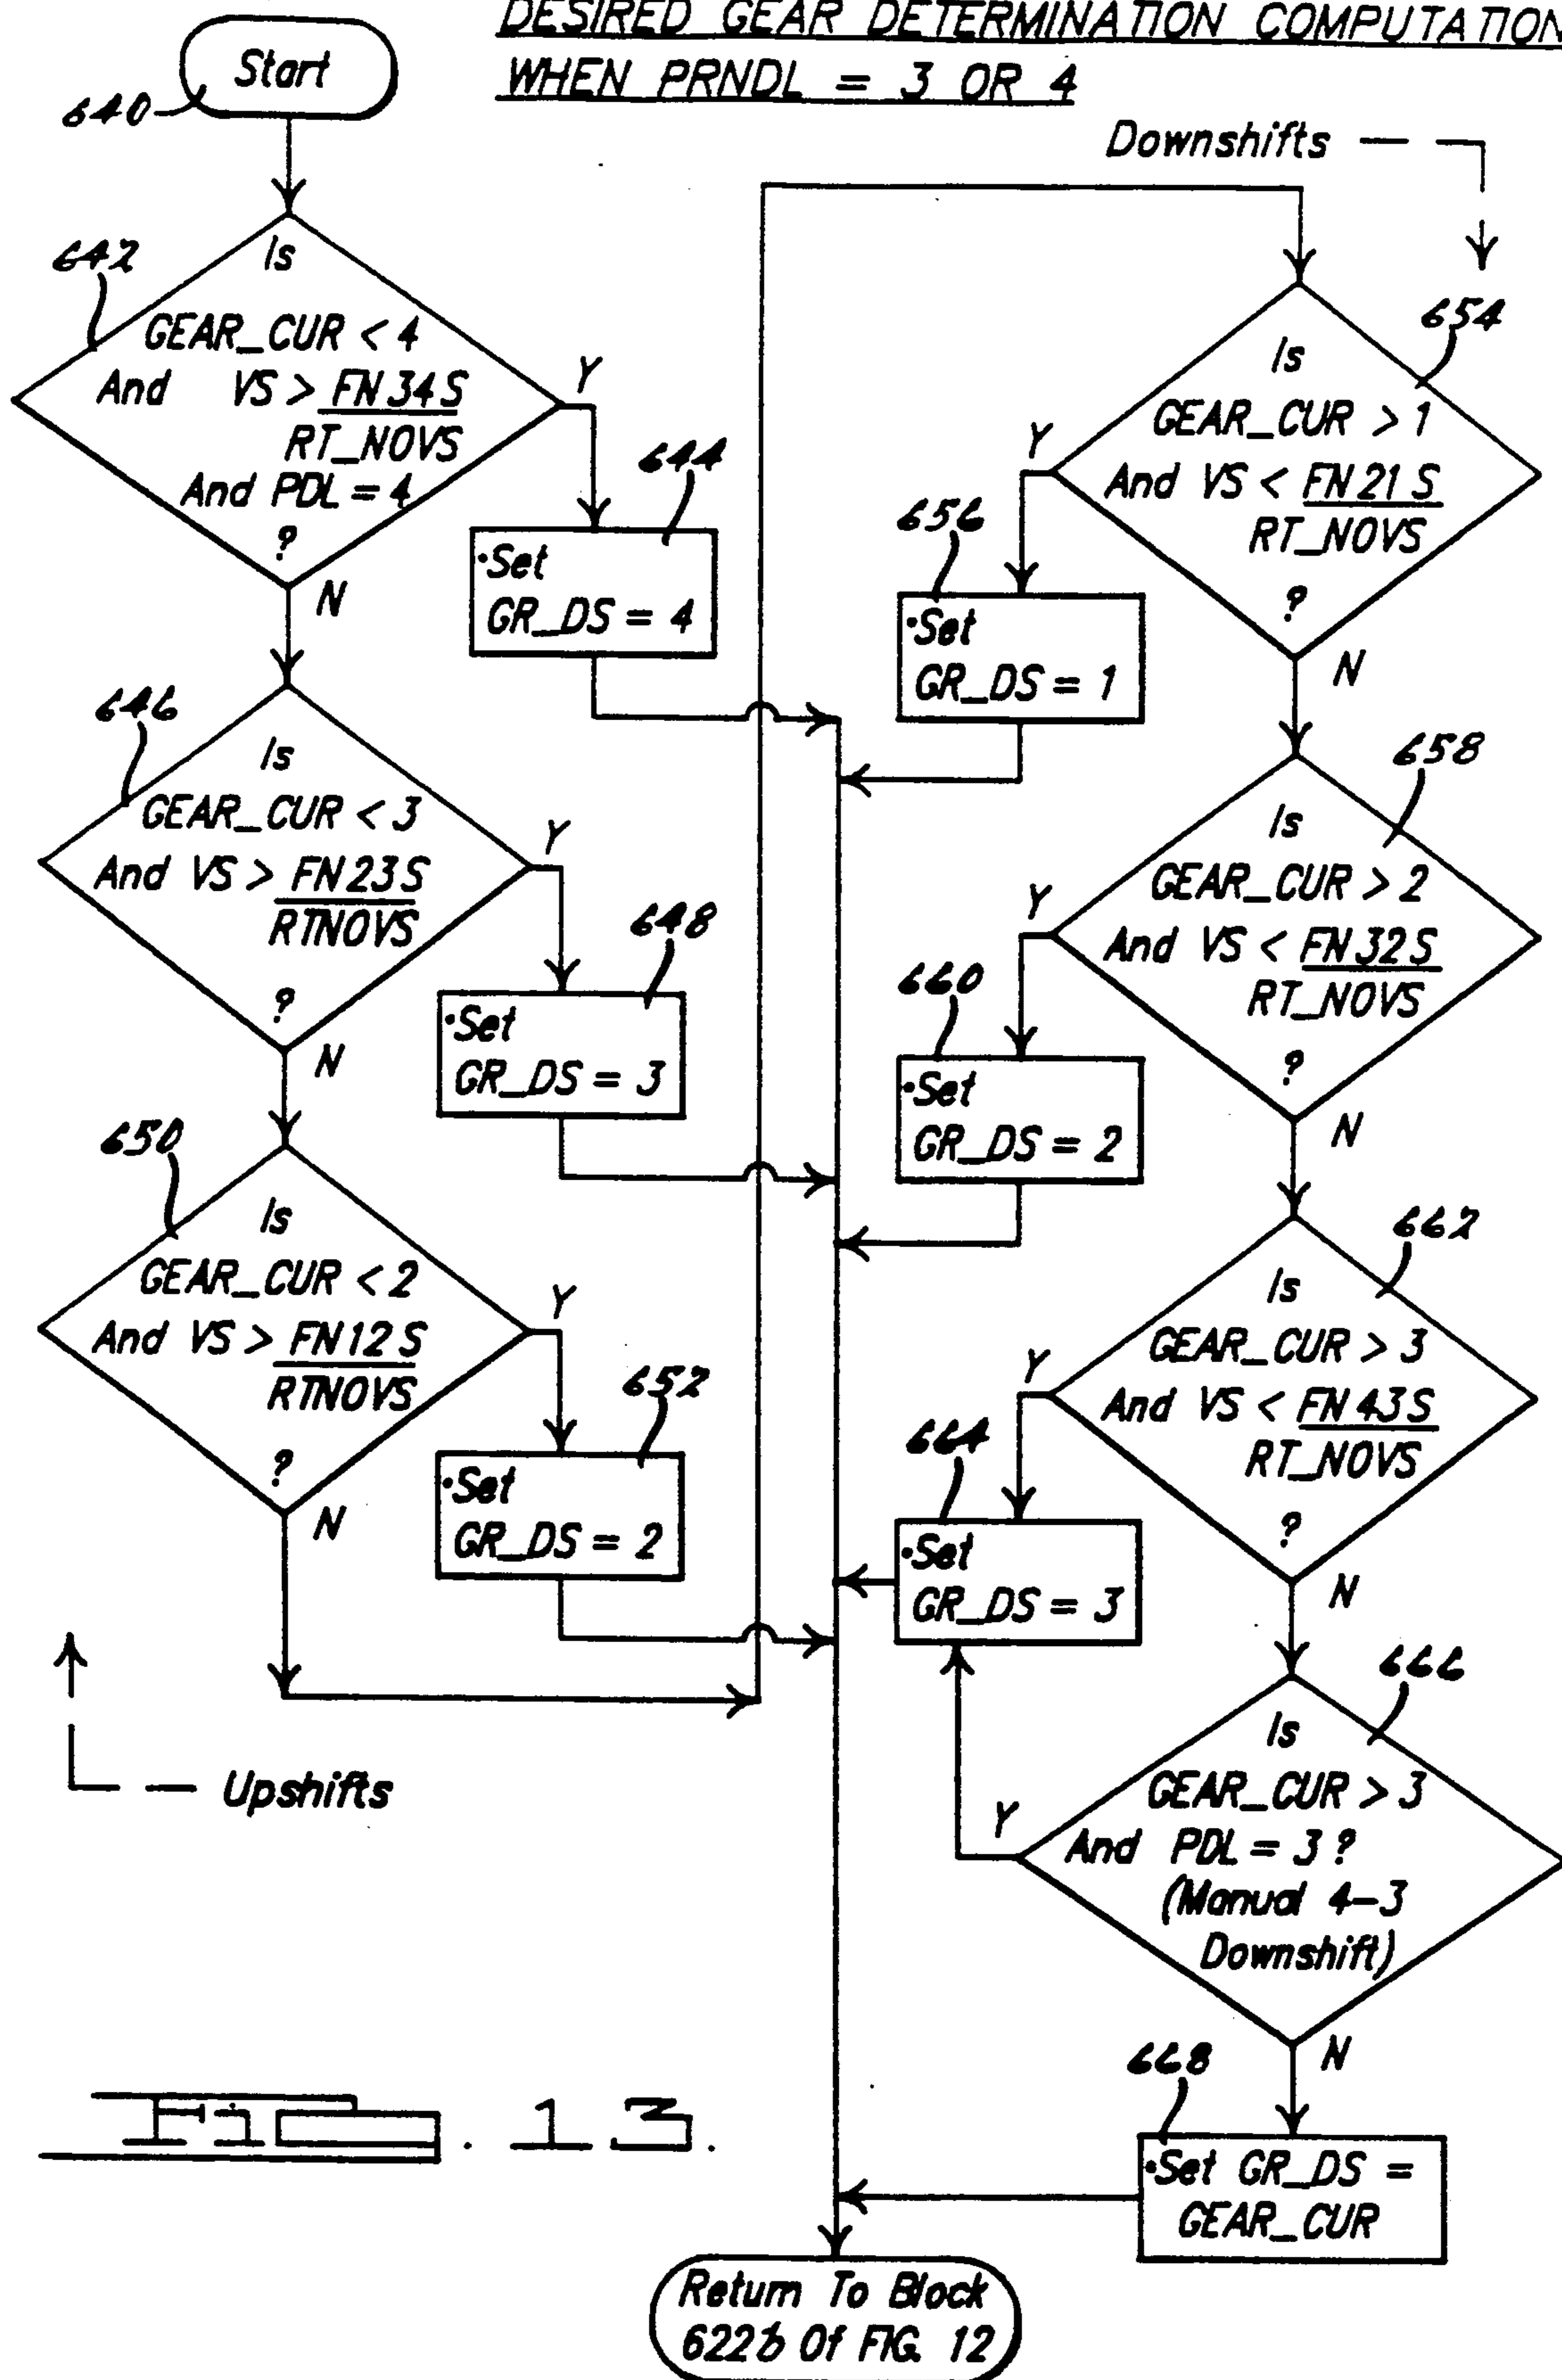 DESIRED GEAR DETERMINATION COMPUTATION
WHEN PRNDL = 3 OR 4
Start
640
642
Is
GEAR_CUR < 4
And VS > FN34S
RT_NOVS
And PDL = 4
?
Y
N
644
•Set
GR_DS = 4
646
Is
GEAR_CUR < 3
And VS > FN23S
RTNOVS
?
Y
N
648
•Set
GR_DS = 3
650
Is
GEAR_CUR < 2
And VS > FN12S
RTNOVS
?
Y
N
652
•Set
GR_DS = 2
Upshifts
Downshifts
654
Is
GEAR_CUR > 1
And VS < FN21S
RT_NOVS
?
Y
N
656
•Set
GR_DS = 1
658
Is
GEAR_CUR > 2
And VS < FN32S
RT_NOVS
?
Y
N
660
•Set
GR_DS = 2
662
Is
GEAR_CUR > 3
And VS < FN43S
RT_NOVS
?
Y
N
664
•Set
GR_DS = 3
666
Is
GEAR_CUR > 3
And PDL = 3 ?
(Manual 4-3
Downshift)
Y
N
668
•Set GR_DS =
GEAR_CUR
Return To Block
622b Of FIG. 12
FIG. 13.